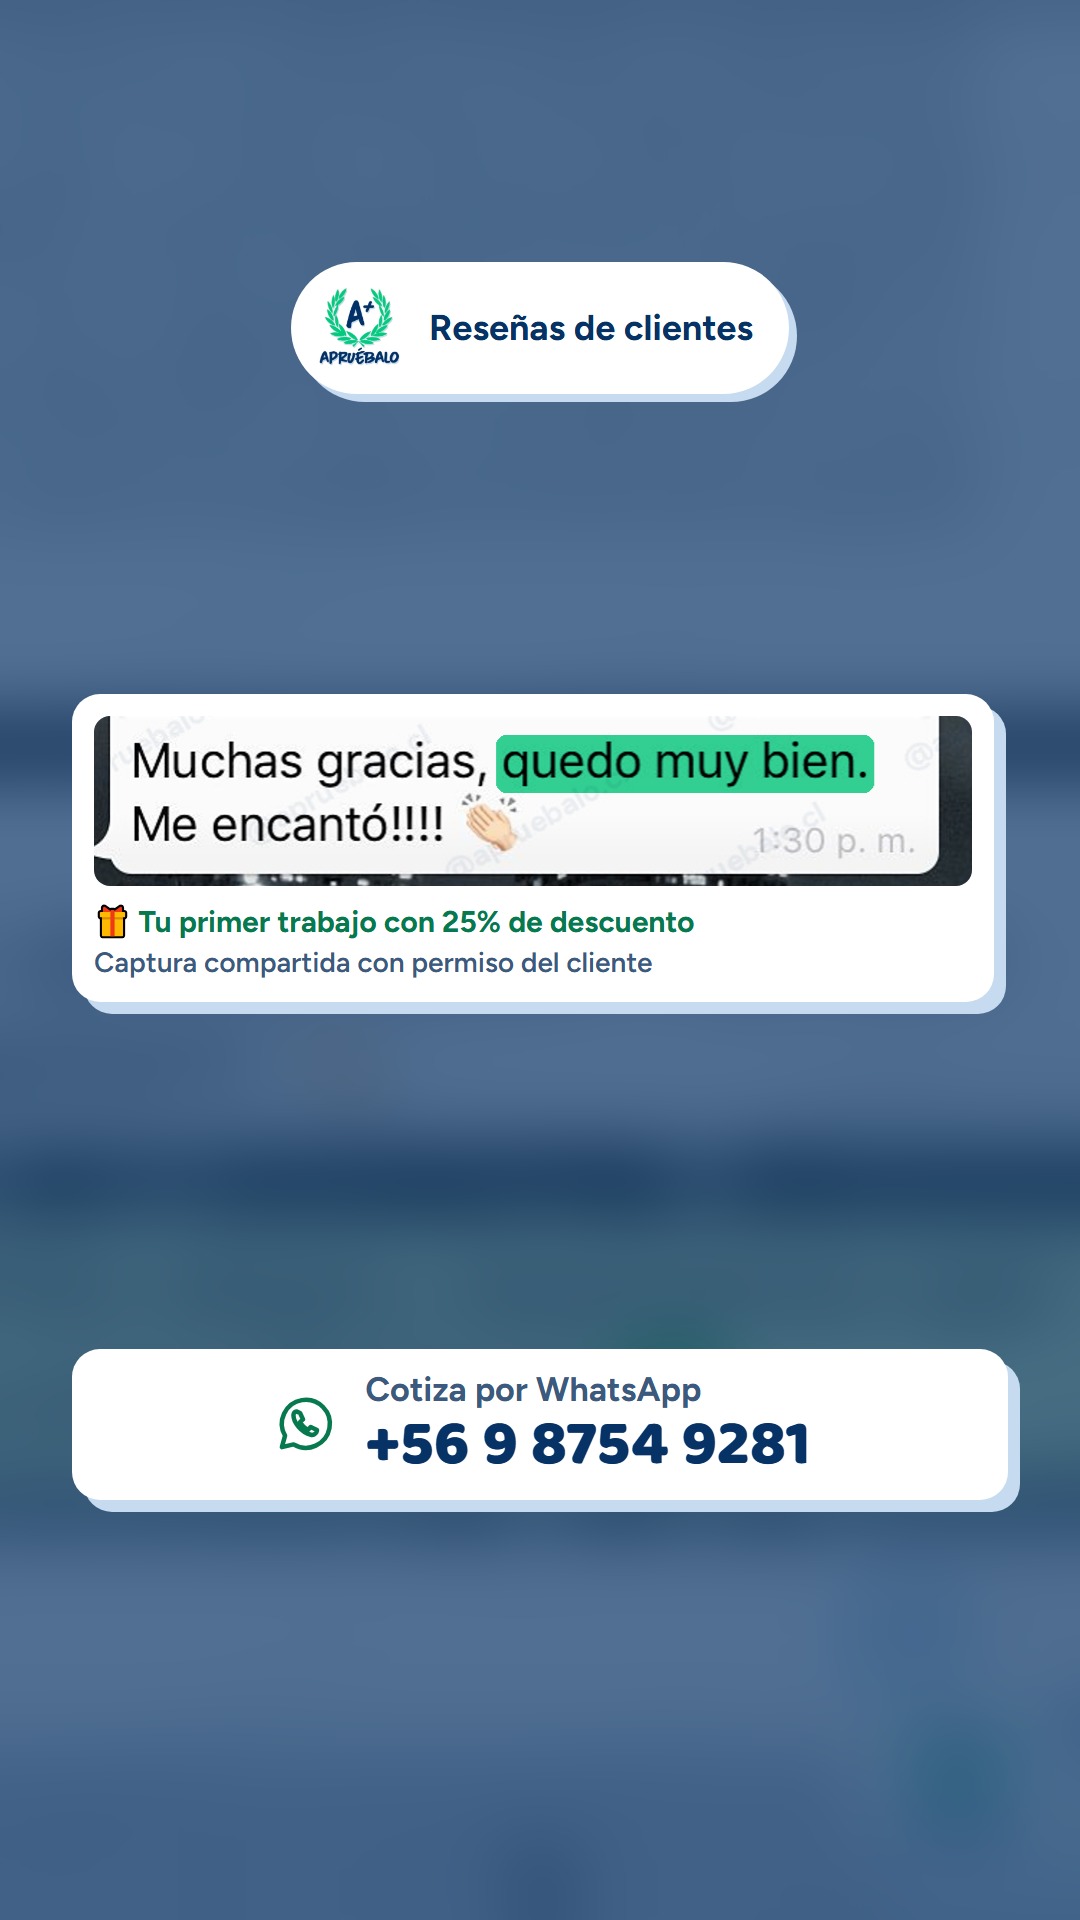 A+
APRUÉBALO
Reseñas de clientes
Muchas gracias, quedo muy bien.
Me encantó!!!! 👏🏻
1:30 p. m.
🎁 Tu primer trabajo con 25% de descuento
Captura compartida con permiso del cliente
Cotiza por WhatsApp
+56 9 8754 9281